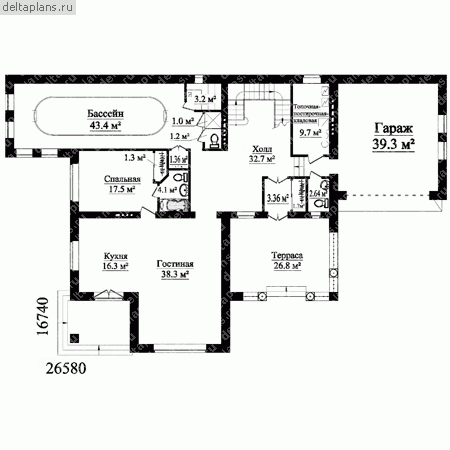 deltaplans.ru
3.2 м²
Бассейн
43.4 м²
1.0 м²
1.2 м²
Топочная-
постирочная
кладовая
9.7 м²
Гараж
39.3 м²
Холл
32.7 м²
1.3 м²
1.36 м²
Спальная
17.5 м²
4.1 м²
3.36 м²
2.64 м²
Кухня
16.3 м²
Гостиная
38.3 м²
Терраса
26.8 м²
16740
26580